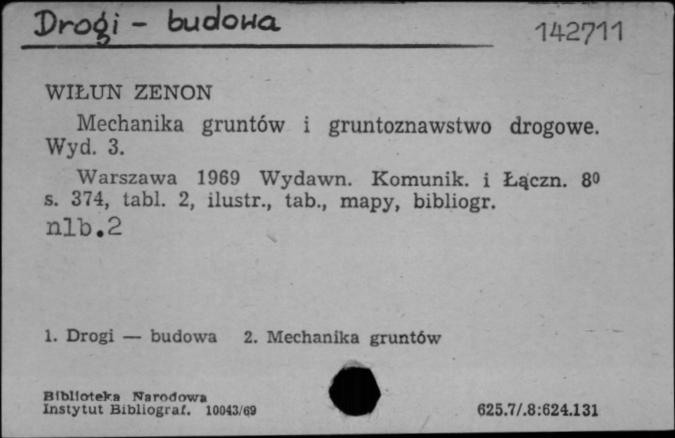 Drogi - budowa
142711
WIŁUN ZENON
Mechanika gruntów i gruntoznawstwo drogowe.
Wyd. 3.
Warszawa 1969 Wydawn. Komunik. i Łączn. 8⁰
s. 374, tabl. 2, ilustr., tab., mapy, bibliogr.
nlb.2
1. Drogi — budowa 2. Mechanika gruntów
Biblioteka Narodowa
Instytut Bibliograf. 10043/69
625.7/.8:624.131